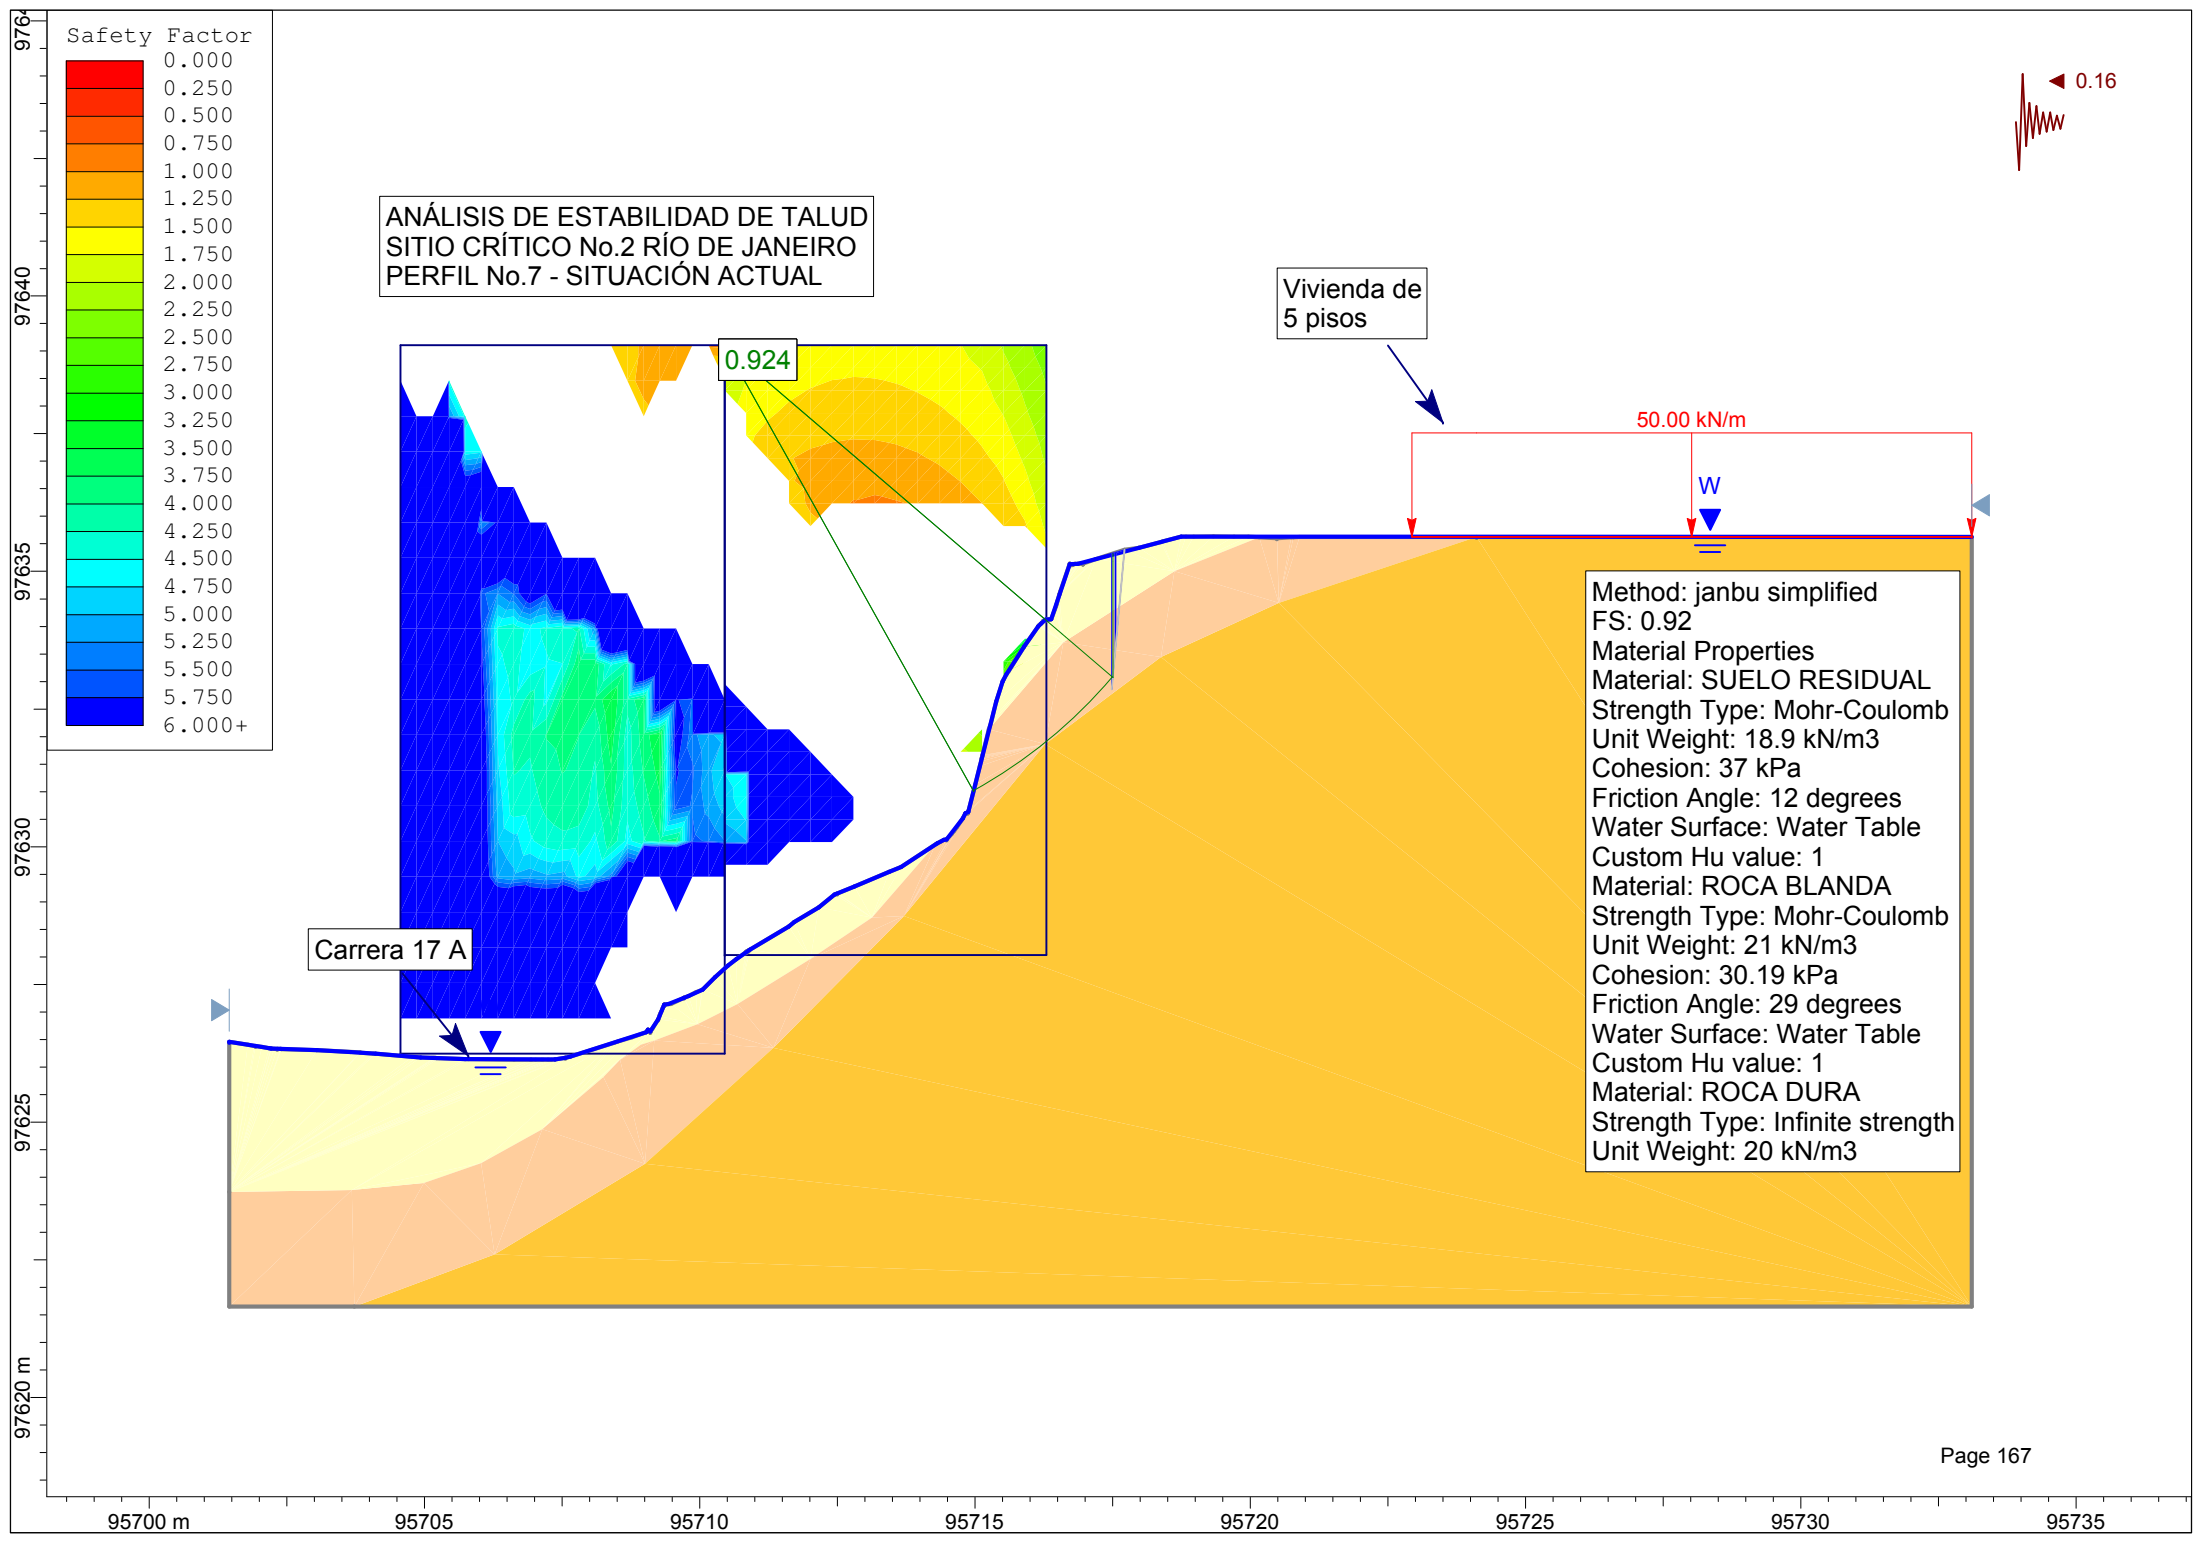 Safety Factor
0.000
0.250
0.500
0.750
1.000
1.250
1.500
1.750
2.000
2.250
2.500
2.750
3.000
3.250
3.500
3.750
4.000
4.250
4.500
4.750
5.000
5.250
5.500
5.750
6.000+
0.16
ANÁLISIS DE ESTABILIDAD DE TALUD
SITIO CRÍTICO No.2 RÍO DE JANEIRO
PERFIL No.7 - SITUACIÓN ACTUAL
Vivienda de
5 pisos
0.924
50.00 kN/m
W
Method: janbu simplified
FS: 0.92
Material Properties
Material: SUELO RESIDUAL
Strength Type: Mohr-Coulomb
Unit Weight: 18.9 kN/m3
Cohesion: 37 kPa
Friction Angle: 12 degrees
Water Surface: Water Table
Custom Hu value: 1
Material: ROCA BLANDA
Strength Type: Mohr-Coulomb
Unit Weight: 21 kN/m3
Cohesion: 30.19 kPa
Friction Angle: 29 degrees
Water Surface: Water Table
Custom Hu value: 1
Material: ROCA DURA
Strength Type: Infinite strength
Unit Weight: 20 kN/m3
Carrera 17 A
97640
97635
97630
97625
97620 m
Page 167
95700 m
95705
95710
95715
95720
95725
95730
95735